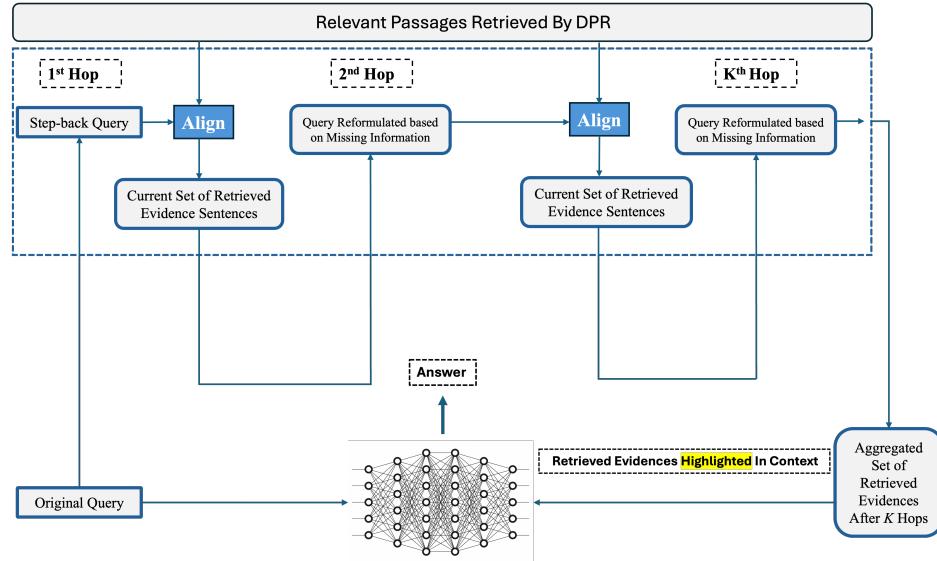 Relevant Passages Retrieved By DPR
1st Hop
2nd Hop
Kth Hop
Step-back Query
Align
Query Reformulated based
on Missing Information
Align
Query Reformulated based
on Missing Information
Current Set of Retrieved
Evidence Sentences
Current Set of Retrieved
Evidence Sentences
Answer
Retrieved Evidences Highlighted In Context
Original Query
Aggregated
Set of
Retrieved
Evidences
After K Hops